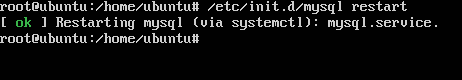 root@ubuntu:/home/ubuntu# /etc/init.d/mysql restart
[ ok ] Restarting mysql (via systemctl): mysql.service.
root@ubuntu:/home/ubuntu#